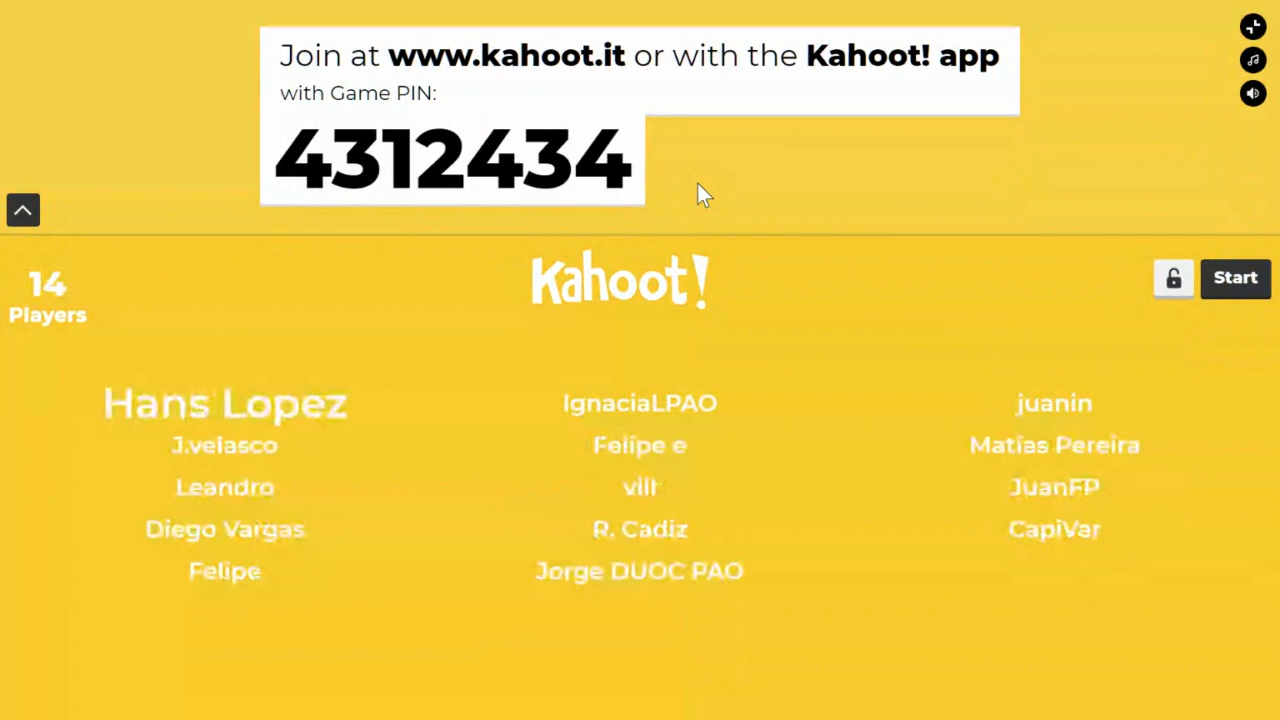 Join at www.kahoot.it or with the Kahoot! app
with Game PIN:
4312434
14
Players
Kahoot!
Start
Hans Lopez
IgnaciaLPAO
juanin
J.velasco
Felipe e
Matias Pereira
Leandro
JuanFP
Diego Vargas
R. Cadiz
CapiVar
Felipe
Jorge DUOC PAO